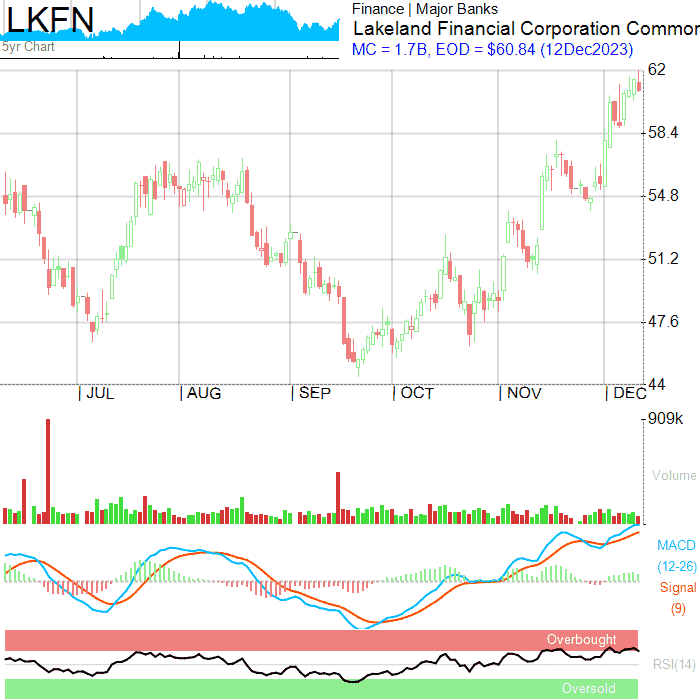 LKFN
5yr Chart
Finance | Major Banks
Lakeland Financial Corporation Common
MC = 1.7B, EOD = $60.84 (12Dec2023)
62
58.4
54.8
51.2
47.6
44
JUL AUG SEP OCT NOV DEC
909k
Volume
MACD
(12-26)
Signal
(9)
Overbought
RSI(14)
Oversold